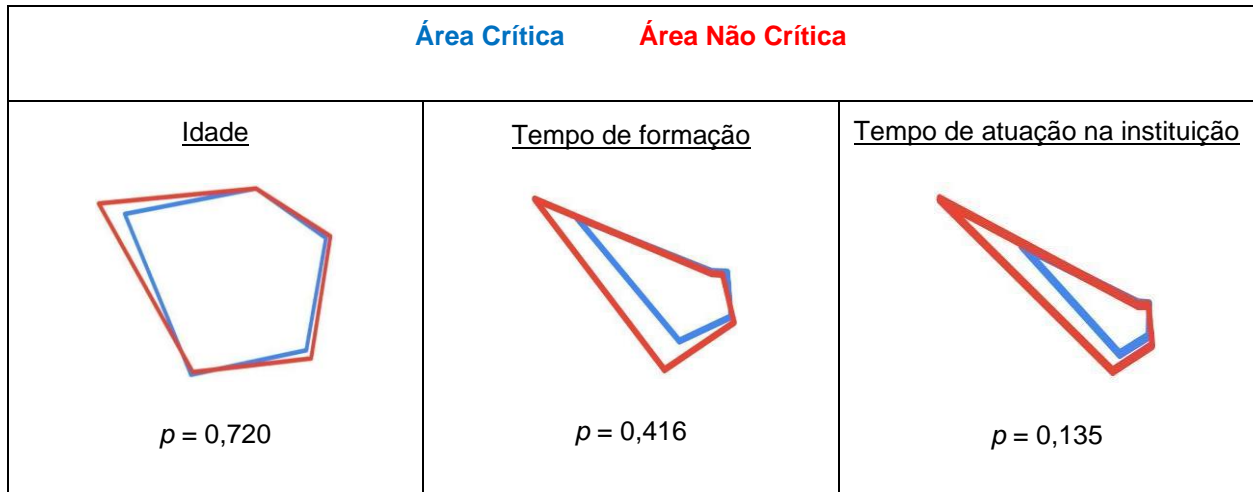 Área Crítica Área Não Crítica
Idade
Tempo de formação
Tempo de atuação na instituição
p = 0,720
p = 0,416
p = 0,135